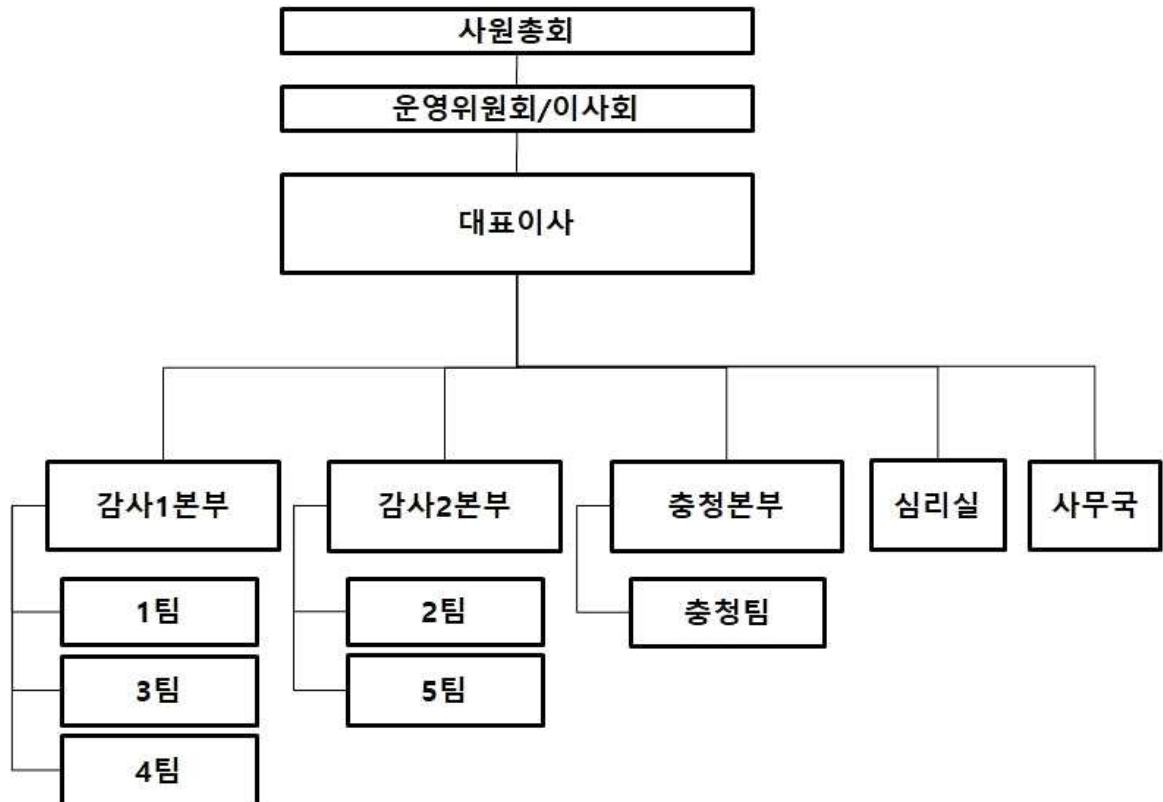 사원총회
운영위원회/이사회
대표이사
감사1본부
감사2본부
충청본부
심리실
사무국
1팀
2팀
충청팀
3팀
5팀
4팀